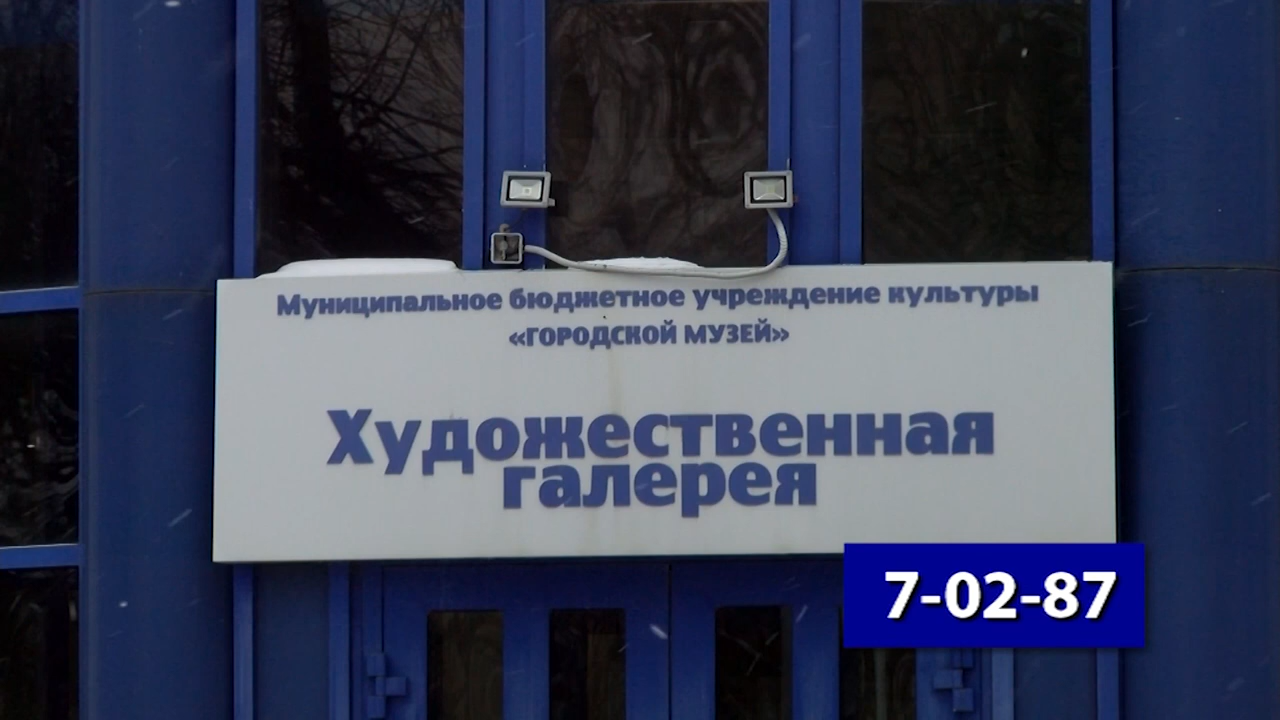 Муниципальное бюджетное учреждение культуры
«ГОРОДСКОЙ МУЗЕЙ»
Художественная
галерея
7-02-87